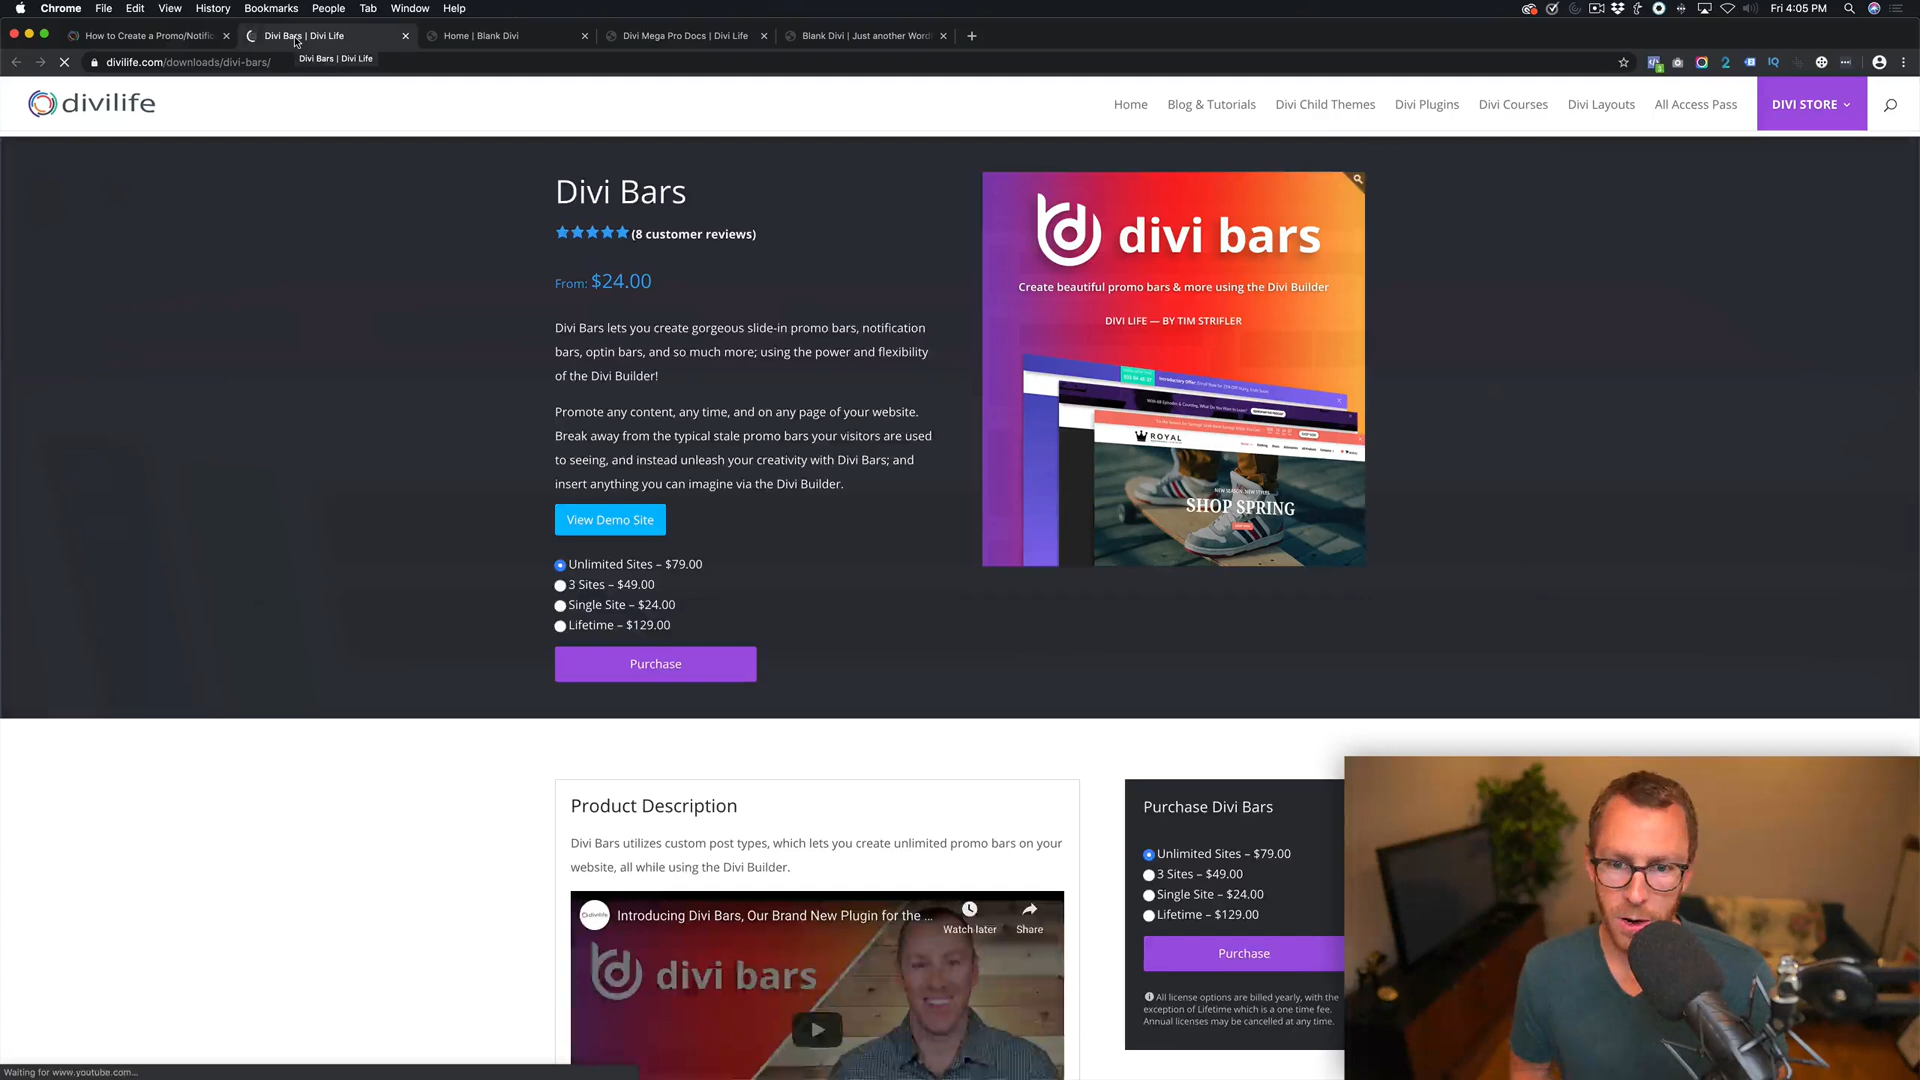 Chrome File Edit View History Bookmarks People Tab Window Help
Fri 4:05 PM
How to Create a Promo/Notific
Divi Bars | Divi Life
Home | Blank Divi
Divi Mega Pro Docs | Divi Life
Blank Divi | Just another Word
divilife.com/downloads/divi-bars/
Divi Bars | Divi Life
divilife
Home
Blog & Tutorials
Divi Child Themes
Divi Plugins
Divi Courses
Divi Layouts
All Access Pass
DIVI STORE
Divi Bars
(8 customer reviews)
From: $24.00
Divi Bars lets you create gorgeous slide-in promo bars, notification
bars, optin bars, and so much more; using the power and flexibility
of the Divi Builder!
Promote any content, any time, and on any page of your website.
Break away from the typical stale promo bars your visitors are used
to seeing, and instead unleash your creativity with Divi Bars; and
insert anything you can imagine via the Divi Builder.
View Demo Site
Unlimited Sites – $79.00
3 Sites – $49.00
Single Site – $24.00
Lifetime – $129.00
Purchase
divi bars
Create beautiful promo bars & more using the Divi Builder
DIVI LIFE — BY TIM STRIFLER
ROYAL
NEW SEASON, NEW STYLES
SHOP SPRING
Product Description
Divi Bars utilizes custom post types, which lets you create unlimited promo bars on your
website, all while using the Divi Builder.
Introducing Divi Bars, Our Brand New Plugin for the ...
Watch later
Share
divi bars
Purchase Divi Bars
Unlimited Sites – $79.00
3 Sites – $49.00
Single Site – $24.00
Lifetime – $129.00
Purchase
All license options are billed yearly, with the
exception of Lifetime which is a one time fee.
Annual licenses may be cancelled at any time.
Waiting for www.youtube.com...